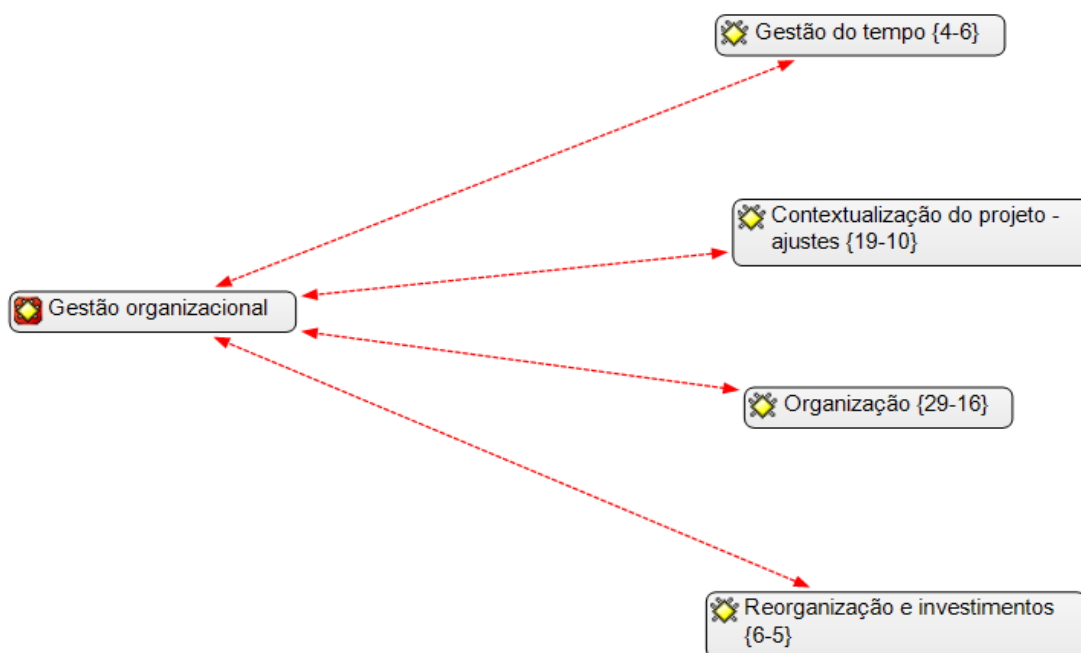 Gestão do tempo {4-6}
Contextualização do projeto -
ajustes {19-10}
Gestão organizacional
Organização {29-16}
Reorganização e investimentos
{6-5}